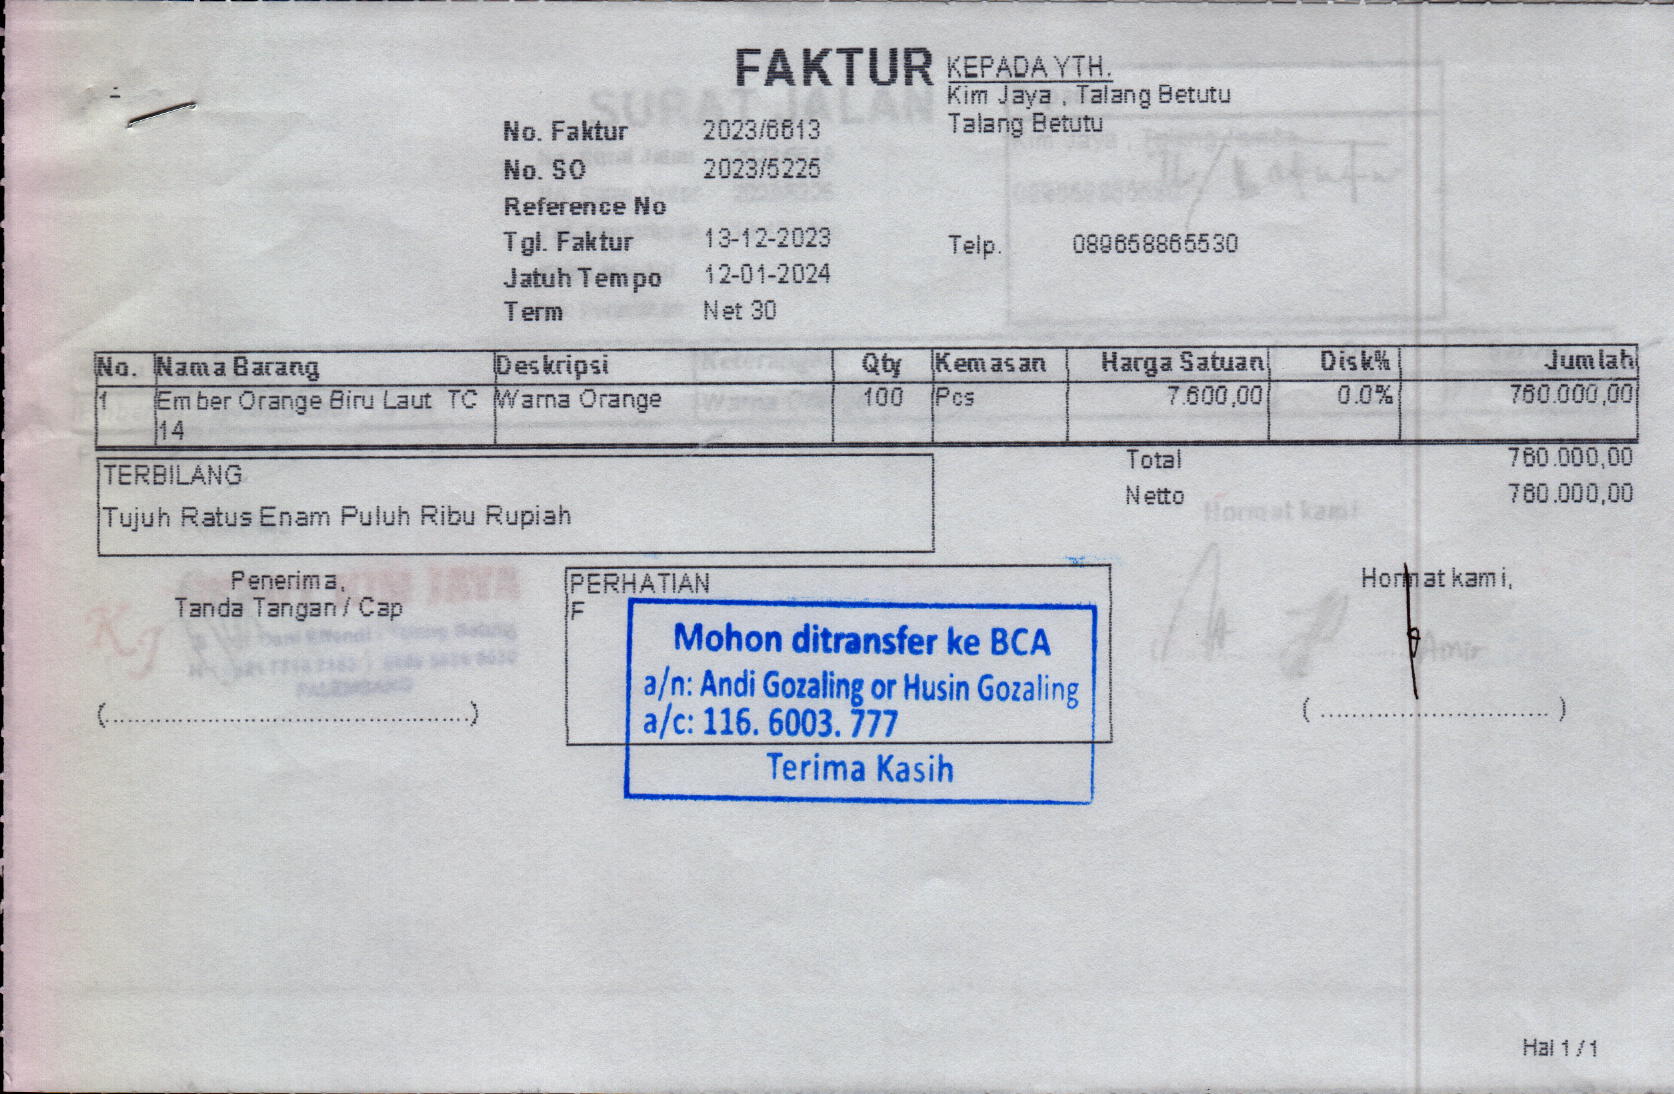 FAKTUR
KEPADA YTH.
Kim Jaya , Talang Betutu
Talang Betutu
No. Faktur 2023/6613
No. SO 2023/5225
Reference No
Tgl. Faktur 13-12-2023
Telp. 089658865530
Jatuh Tempo 12-01-2024
Term Net 30
No. Nama Barang Deskripsi Qty Kemasan Harga Satuan Disk% Jumlah
1 Ember Orange Biru Laut TC Warna Orange 100 Pcs 7.600,00 0.0% 760.000,00
14
Total 760.000,00
Netto 760.000,00
TERBILANG
Tujuh Ratus Enam Puluh Ribu Rupiah
Penerima,
Tanda Tangan / Cap
(..............................................)
PERHATIAN
F
Mohon ditransfer ke BCA
a/n: Andi Gozaling or Husin Gozaling
a/c: 116. 6003. 777
Terima Kasih
Hormat kami,
( ............................. )
SURAT JALAN
Hormat kami
Amir
Hal 1 / 1